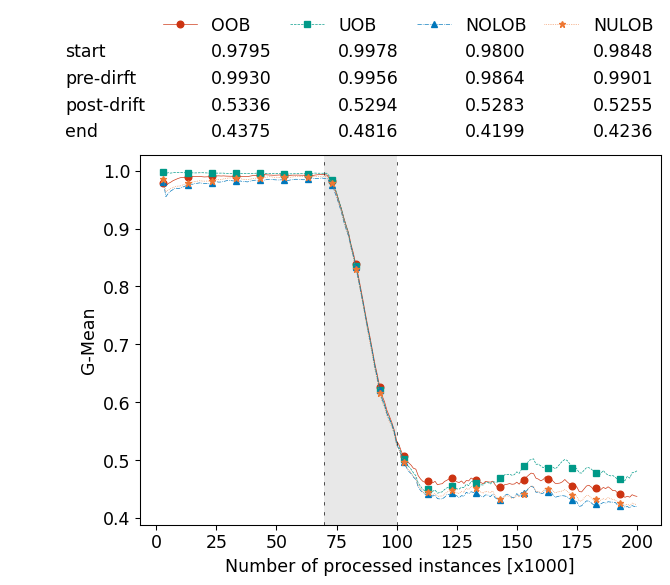 OOB UOB NOLOB NULOB
start 0.9795 0.9978 0.9800 0.9848
pre-dirft 0.9930 0.9956 0.9864 0.9901
post-drift 0.5336 0.5294 0.5283 0.5255
end 0.4375 0.4816 0.4199 0.4236
1.0
0.9
0.8
0.7
0.6
0.5
0.4
G-Mean
0 25 50 75 100 125 150 175 200
Number of processed instances [x1000]